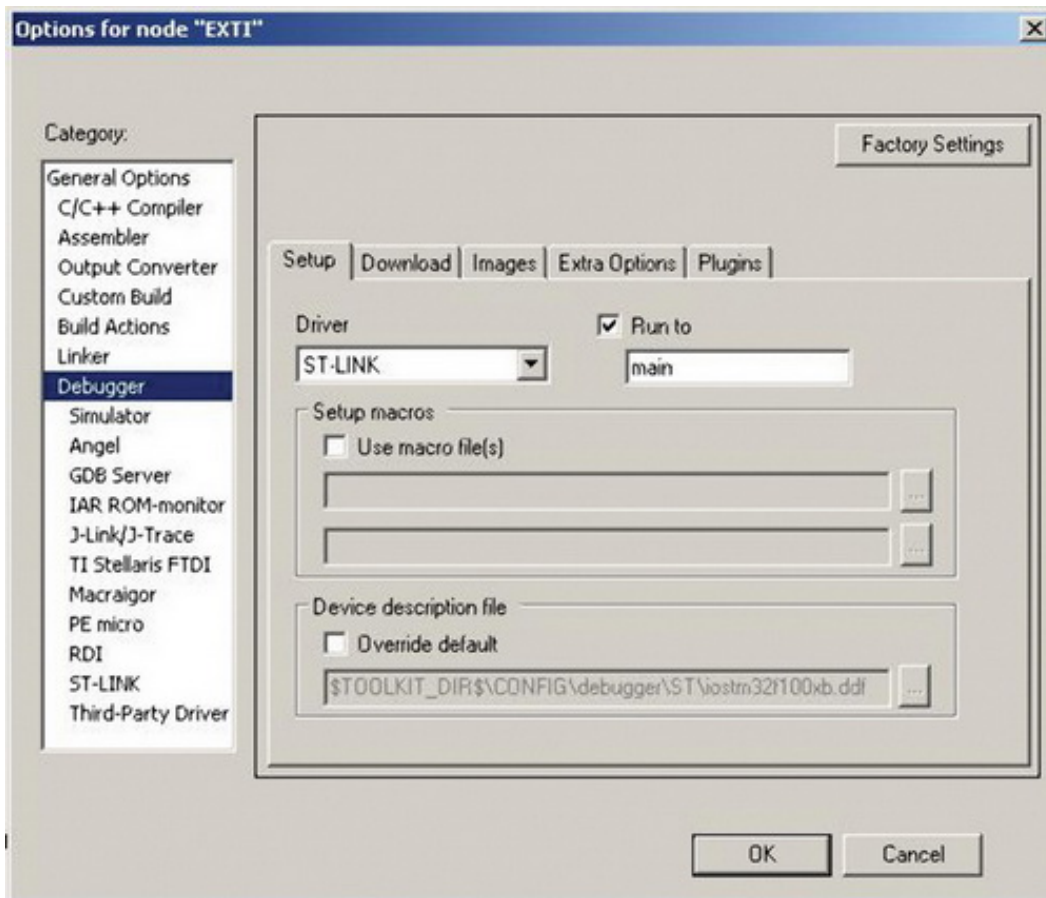 Options for node "EXTI"
Category:
Factory Settings
General Options
C/C++ Compiler
Assembler
Output Converter
Custom Build
Build Actions
Linker
Debugger
Simulator
Angel
GDB Server
IAR ROM-monitor
J-Link/J-Trace
TI Stellaris FTDI
Macraigor
PE micro
RDI
ST-LINK
Third-Party Driver
Setup Download Images Extra Options Plugins
Driver Run to
ST-LINK main
Setup macros
Use macro file(s)
...
...
Device description file
Override default
$TOOLKIT_DIR$\CONFIG\debugger\ST\iostm32f100xb.ddf ...
OK Cancel